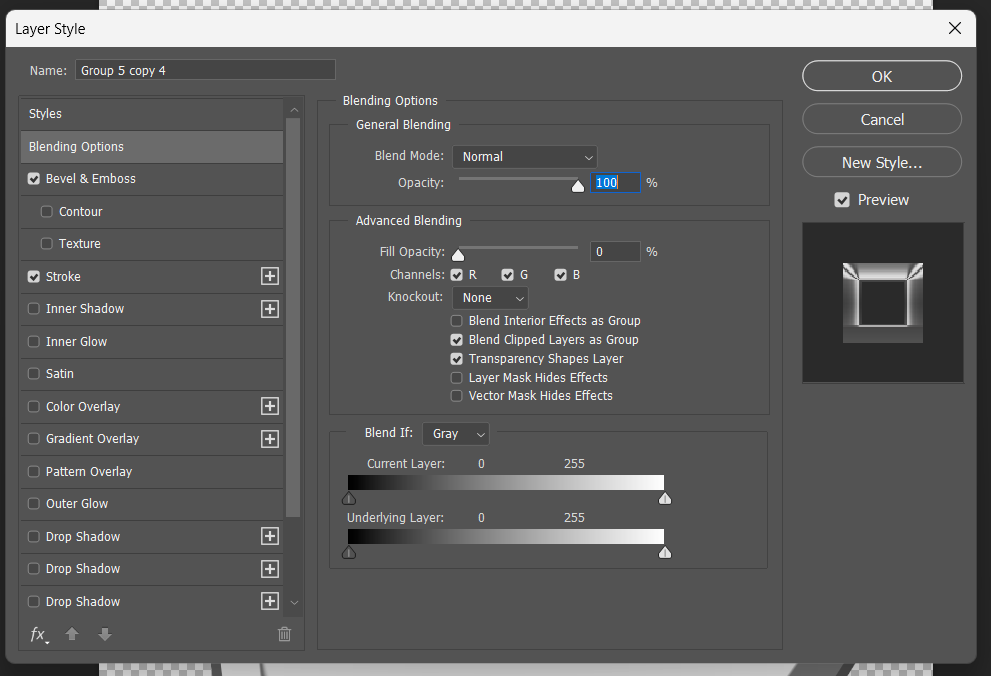 Layer Style
Name: Group 5 copy 4
Styles
Blending Options
Bevel & Emboss
Contour
Texture
Stroke
Inner Shadow
Inner Glow
Satin
Color Overlay
Gradient Overlay
Pattern Overlay
Outer Glow
Drop Shadow
Drop Shadow
Drop Shadow
fx
Blending Options
General Blending
Blend Mode: Normal
Opacity: 100 %
Advanced Blending
Fill Opacity: 0 %
Channels: R G B
Knockout: None
Blend Interior Effects as Group
Blend Clipped Layers as Group
Transparency Shapes Layer
Layer Mask Hides Effects
Vector Mask Hides Effects
Blend If: Gray
Current Layer: 0 255
Underlying Layer: 0 255
OK
Cancel
New Style...
Preview